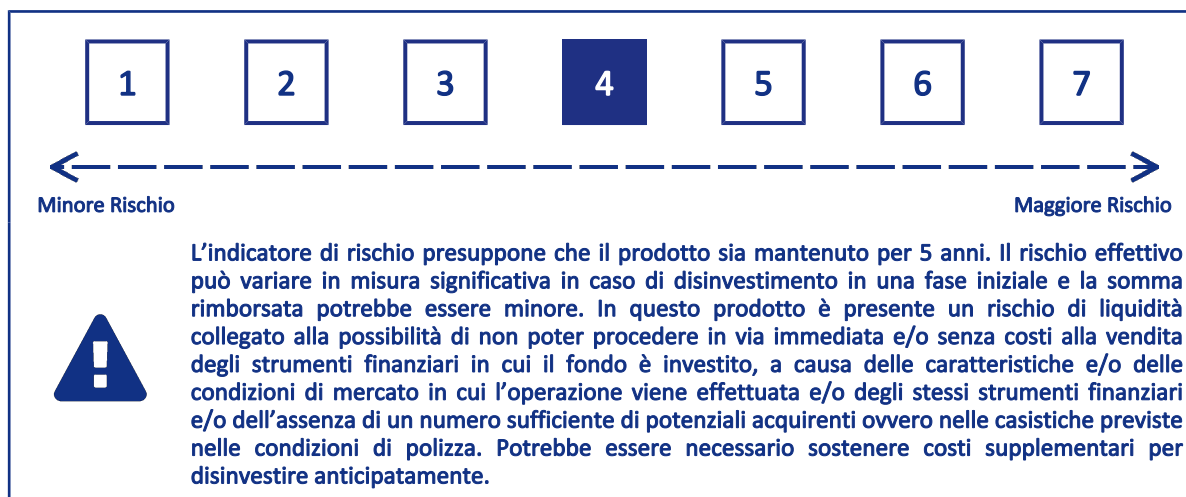 1 2 3 4 5 6 7
Minore Rischio Maggiore Rischio
L’indicatore di rischio presuppone che il prodotto sia mantenuto per 5 anni. Il rischio effettivo
può variare in misura significativa in caso di disinvestimento in una fase iniziale e la somma
rimborsata potrebbe essere minore. In questo prodotto è presente un rischio di liquidità
collegato alla possibilità di non poter procedere in via immediata e/o senza costi alla vendita
degli strumenti finanziari in cui il fondo è investito, a causa delle caratteristiche e/o delle
condizioni di mercato in cui l’operazione viene effettuata e/o degli stessi strumenti finanziari
e/o dell’assenza di un numero sufficiente di potenziali acquirenti ovvero nelle casistiche previste
nelle condizioni di polizza. Potrebbe essere necessario sostenere costi supplementari per
disinvestire anticipatamente.